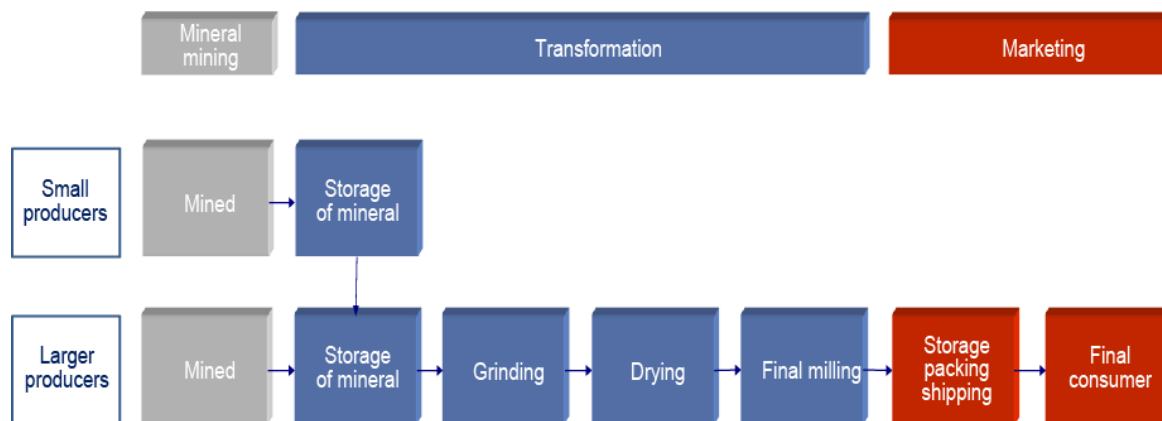 Mineral
mining
Transformation
Marketing
Small
producers
Mined
Storage
of mineral
Larger
producers
Mined
Storage
of mineral
Grinding
Drying
Final milling
Storage
packing
shipping
Final
consumer